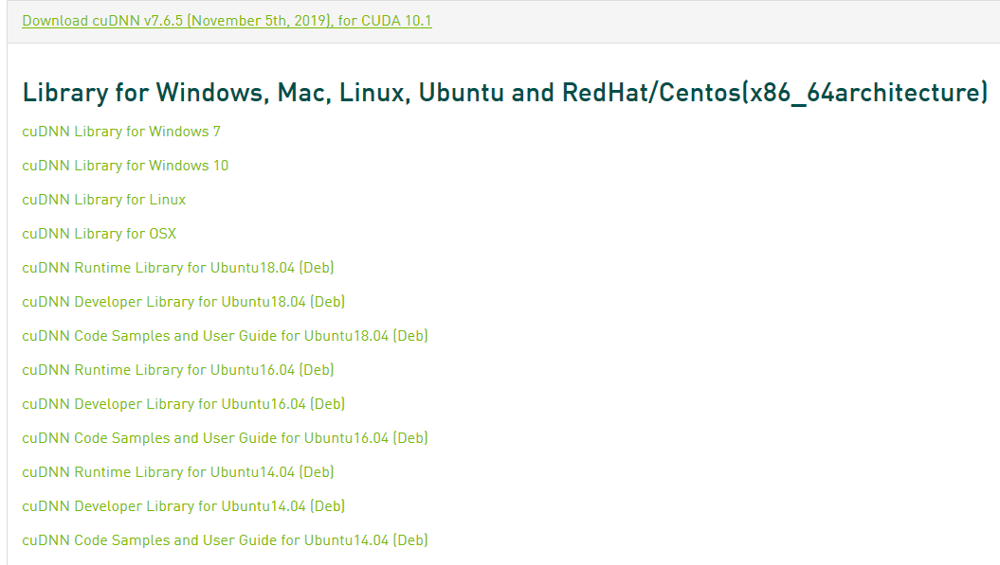 Download cuDNN v7.6.5 (November 5th, 2019), for CUDA 10.1
Library for Windows, Mac, Linux, Ubuntu and RedHat/Centos(x86_64architecture)
cuDNN Library for Windows 7
cuDNN Library for Windows 10
cuDNN Library for Linux
cuDNN Library for OSX
cuDNN Runtime Library for Ubuntu18.04 (Deb)
cuDNN Developer Library for Ubuntu18.04 (Deb)
cuDNN Code Samples and User Guide for Ubuntu18.04 (Deb)
cuDNN Runtime Library for Ubuntu16.04 (Deb)
cuDNN Developer Library for Ubuntu16.04 (Deb)
cuDNN Code Samples and User Guide for Ubuntu16.04 (Deb)
cuDNN Runtime Library for Ubuntu14.04 (Deb)
cuDNN Developer Library for Ubuntu14.04 (Deb)
cuDNN Code Samples and User Guide for Ubuntu14.04 (Deb)